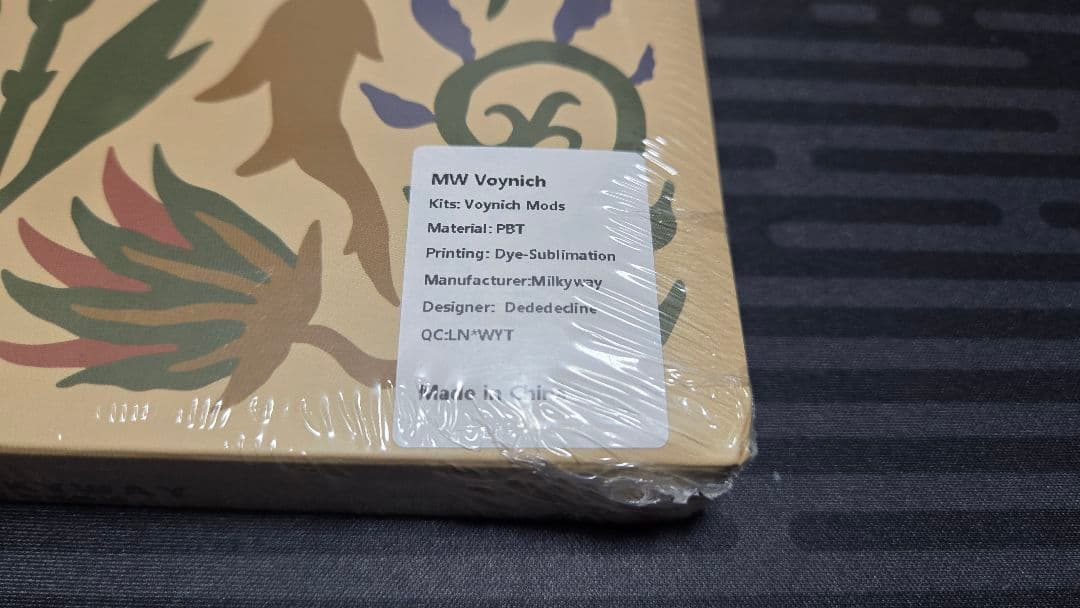 MW Voynich
Kits: Voynich Mods
Material: PBT
Printing: Dye-Sublimation
Manufacturer:Milkyway
Designer: Dededecline
QC:LN*WYT
Made in China